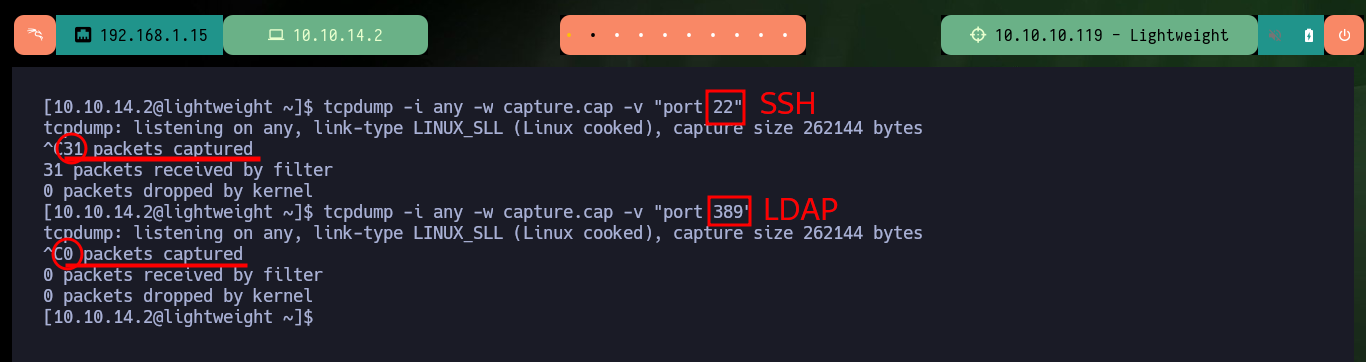 192.168.1.15
10.10.14.2
10.10.10.119 - Lightweight
[10.10.14.2@lightweight ~]$ tcpdump -i any -w capture.cap -v "port 22" SSH
tcpdump: listening on any, link-type LINUX_SLL (Linux cooked), capture size 262144 bytes
^C31 packets captured
31 packets received by filter
0 packets dropped by kernel
[10.10.14.2@lightweight ~]$ tcpdump -i any -w capture.cap -v "port 389" LDAP
tcpdump: listening on any, link-type LINUX_SLL (Linux cooked), capture size 262144 bytes
^C0 packets captured
0 packets received by filter
0 packets dropped by kernel
[10.10.14.2@lightweight ~]$